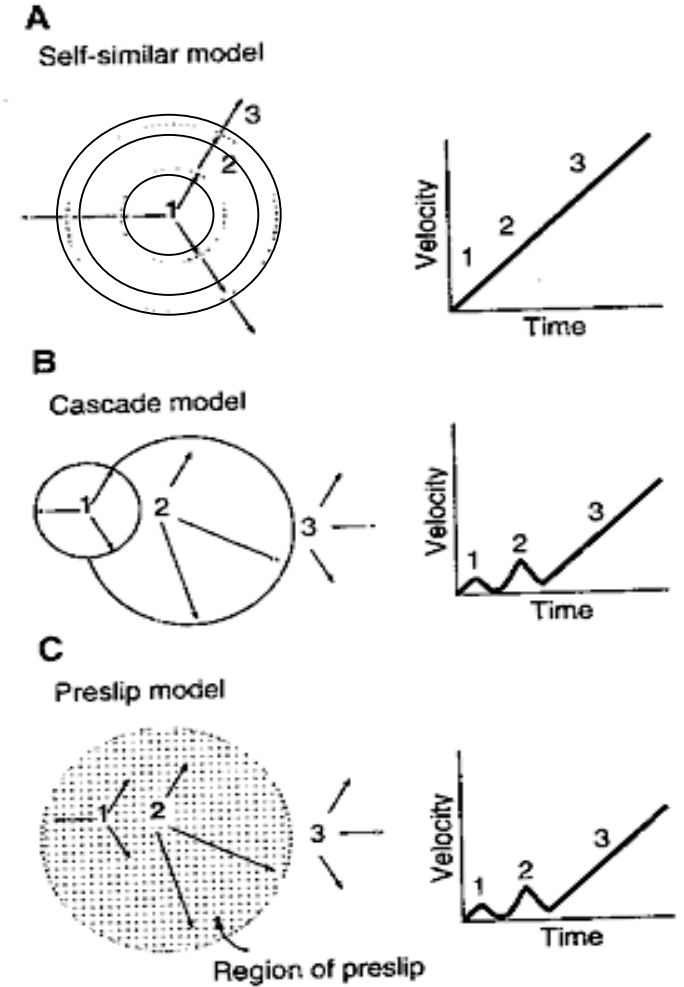 A
Self-similar model
3
2
1
Velocity
1
2
3
Time
B
Cascade model
1
2
3
Velocity
1
2
3
Time
C
Preslip model
1
2
3
Region of preslip
Velocity
1
2
3
Time